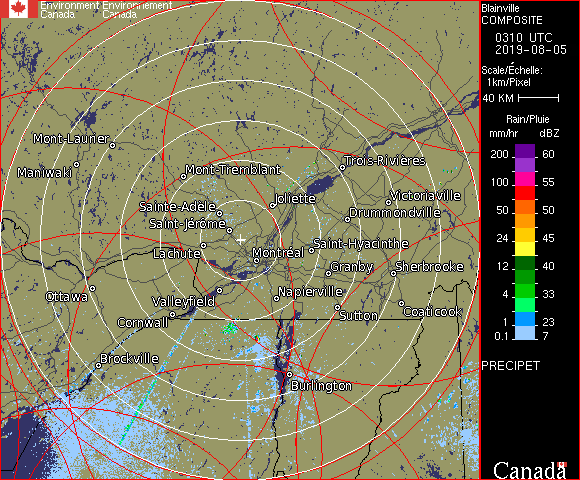 Environment Environnement
Canada Canada
Blainville
COMPOSITE
0310 UTC
2019-08-05
Scale/Échelle:
1km/Pixel
40 KM
Rain/Pluie
mm/hr dBZ
200 60
100 55
50 50
24 45
12 40
4 33
1 23
0.1 7
PRECIPET
Mont-Laurier
Maniwaki
Mont-Tremblant
Trois-Rivières
Sainte-Adèle
Joliette
Victoriaville
Drummondville
Saint-Jérôme
Lachute
Montréal
Saint-Hyacinthe
Granby
Sherbrooke
Ottawa
Valleyfield
Napierville
Cornwall
Sutton
Coaticook
Brockville
Burlington
Canada